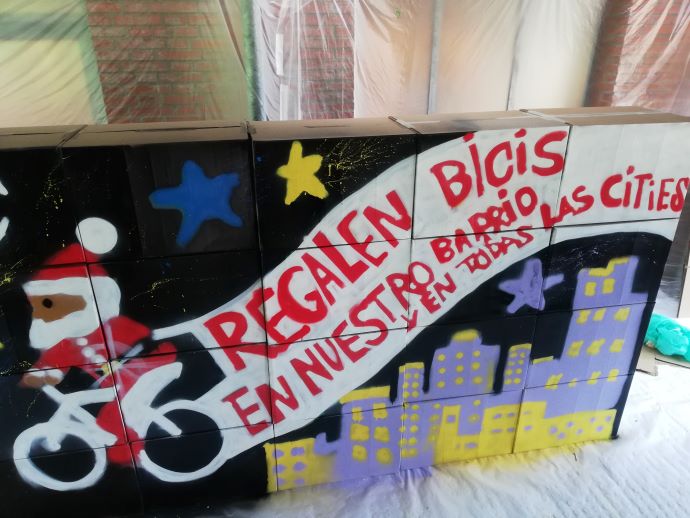 REGALEN BICIS
EN NUESTRO BARRIO
Y EN TODAS LAS CITIES